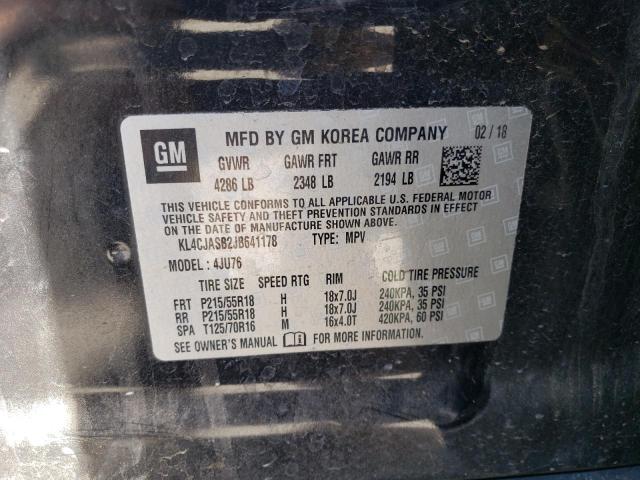 GM MFD BY GM KOREA COMPANY 02/18
GVWR GAWR FRT GAWR RR
4286 LB 2348 LB 2194 LB
THIS VEHICLE CONFORMS TO ALL APPLICABLE U.S. FEDERAL MOTOR
VEHICLE SAFETY AND THEFT PREVENTION STANDARDS IN EFFECT
ON THE DATE OF MANUFACTURE SHOWN ABOVE.
KL4CJASB2JB641178 TYPE: MPV
MODEL: 4JU76
TIRE SIZE SPEED RTG RIM COLD TIRE PRESSURE
FRT P215/55R18 H 18x7.0J 240KPA, 35 PSI
RR P215/55R18 H 18x7.0J 240KPA, 35 PSI
SPA T125/70R16 M 16x4.0T 420KPA, 60 PSI
SEE OWNER'S MANUAL FOR MORE INFORMATION.